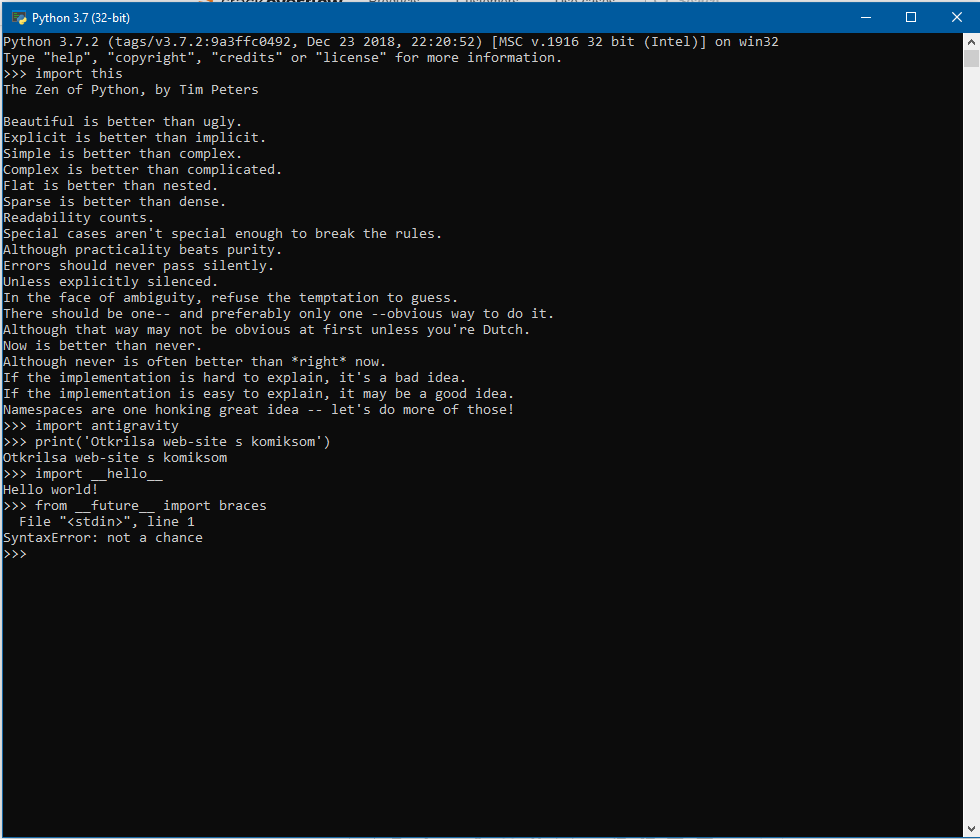 Python 3.7 (32-bit)
Python 3.7.2 (tags/v3.7.2:9a3ffc0492, Dec 23 2018, 22:20:52) [MSC v.1916 32 bit (Intel)] on win32
Type "help", "copyright", "credits" or "license" for more information.
>>> import this
The Zen of Python, by Tim Peters

Beautiful is better than ugly.
Explicit is better than implicit.
Simple is better than complex.
Complex is better than complicated.
Flat is better than nested.
Sparse is better than dense.
Readability counts.
Special cases aren't special enough to break the rules.
Although practicality beats purity.
Errors should never pass silently.
Unless explicitly silenced.
In the face of ambiguity, refuse the temptation to guess.
There should be one-- and preferably only one --obvious way to do it.
Although that way may not be obvious at first unless you're Dutch.
Now is better than never.
Although never is often better than *right* now.
If the implementation is hard to explain, it's a bad idea.
If the implementation is easy to explain, it may be a good idea.
Namespaces are one honking great idea -- let's do more of those!
>>> import antigravity
>>> print('Otkrilsa web-site s komiksom')
Otkrilsa web-site s komiksom
>>> import __hello__
Hello world!
>>> from __future__ import braces
  File "<stdin>", line 1
SyntaxError: not a chance
>>>